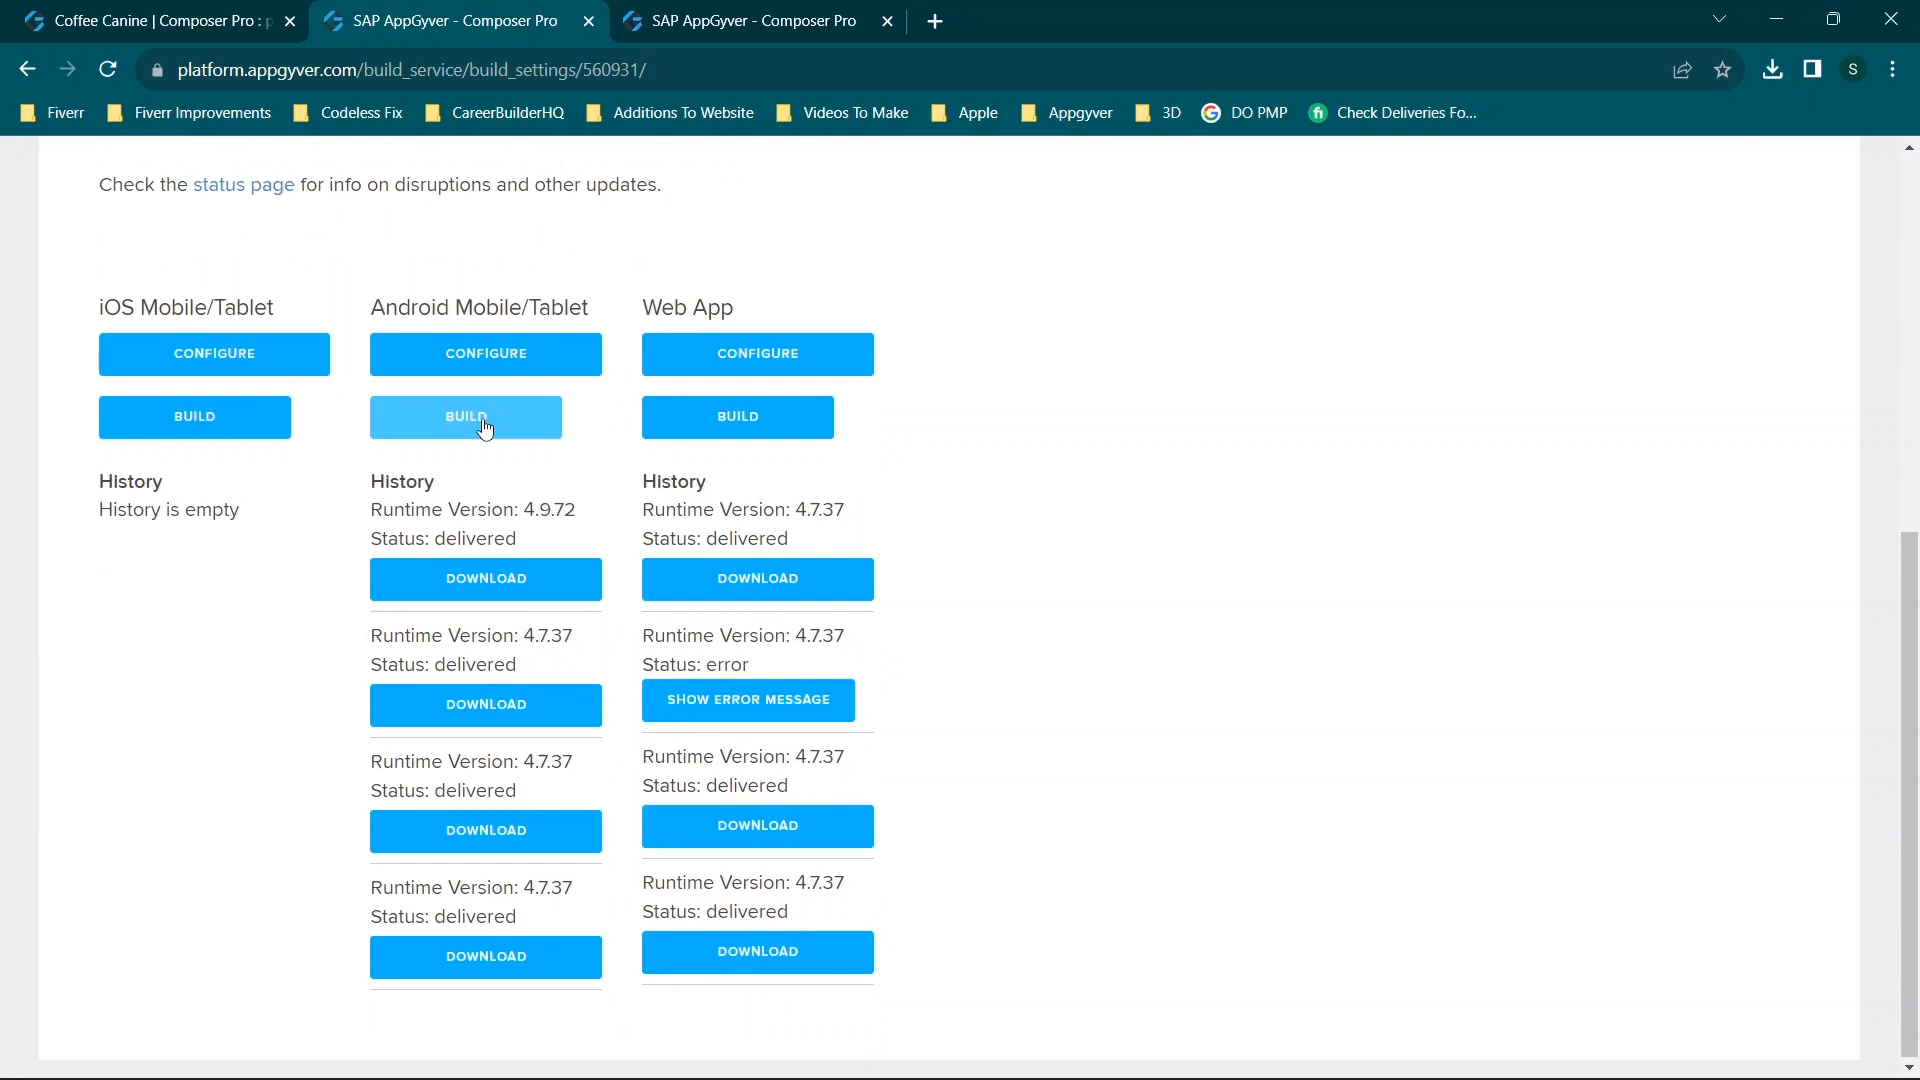 Coffee Canine | Composer Pro : p
SAP AppGyver - Composer Pro
SAP AppGyver - Composer Pro
platform.appgyver.com/build_service/build_settings/560931/
S
Fiverr
Fiverr Improvements
Codeless Fix
CareerBuilderHQ
Additions To Website
Videos To Make
Apple
Appgyver
3D
DO PMP
fi
Check Deliveries Fo...
Check the status page for info on disruptions and other updates.
iOS Mobile/Tablet
CONFIGURE
BUILD
History
History is empty
Android Mobile/Tablet
CONFIGURE
BUILD
History
Runtime Version: 4.9.72
Status: delivered
DOWNLOAD
Runtime Version: 4.7.37
Status: delivered
DOWNLOAD
Runtime Version: 4.7.37
Status: delivered
DOWNLOAD
Runtime Version: 4.7.37
Status: delivered
DOWNLOAD
Web App
CONFIGURE
BUILD
History
Runtime Version: 4.7.37
Status: delivered
DOWNLOAD
Runtime Version: 4.7.37
Status: error
SHOW ERROR MESSAGE
Runtime Version: 4.7.37
Status: delivered
DOWNLOAD
Runtime Version: 4.7.37
Status: delivered
DOWNLOAD